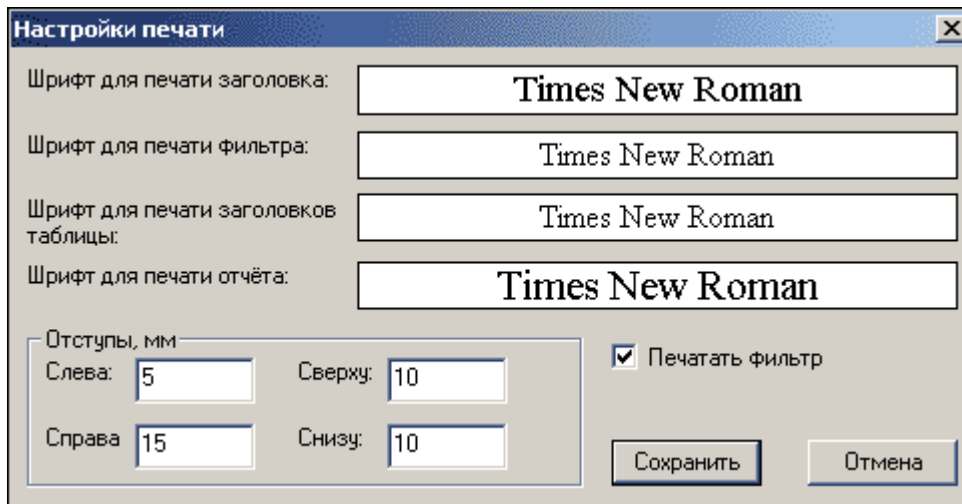 Настройки печати
Шрифт для печати заголовка: Times New Roman
Шрифт для печати фильтра: Times New Roman
Шрифт для печати заголовков Times New Roman
таблицы:
Шрифт для печати отчёта: Times New Roman
Отступы, мм
Слева: 5 Сверху: 10 Печатать фильтр
Справа 15 Снизу: 10 Сохранить Отмена